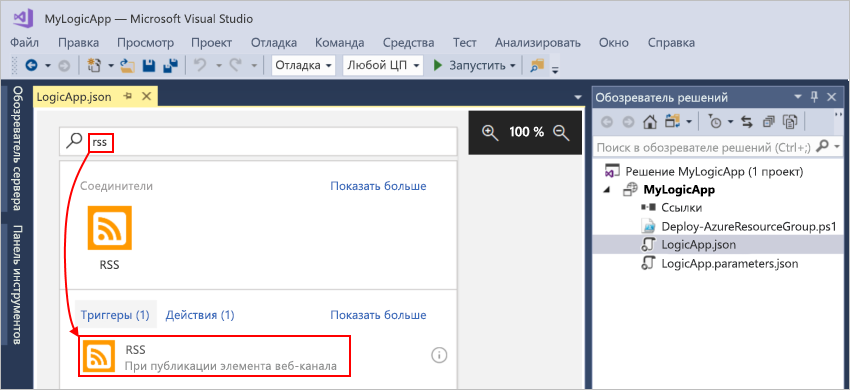 MyLogicApp — Microsoft Visual Studio
Файл Правка Просмотр Проект Отладка Команда Средства Тест Анализировать Окно Справка
Отладка Любой ЦП Запустить
Обозреватель сервера
Панель инструментов
LogicApp.json
rss
100 %
Соединители Показать больше
RSS
Триггеры (1) Действия (1) Показать больше
RSS
При публикации элемента веб-канала
Обозреватель решений
Поиск в обозревателе решений (Ctrl+;)
Решение MyLogicApp (1 проект)
MyLogicApp
Ссылки
Deploy-AzureResourceGroup.ps1
LogicApp.json
LogicApp.parameters.json